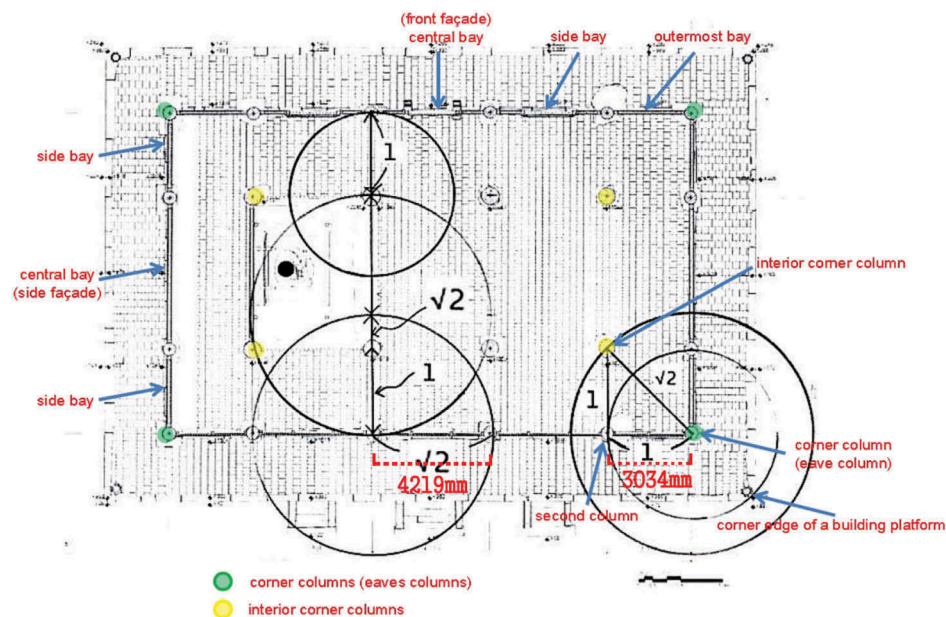 (front façade)
central bay
side bay
outermost bay
side bay
1
central bay
(side façade)
interior corner column
√2
√2
1
1
side bay
√2
1
4219mm
3034mm
corner column
(eave column)
second column
corner edge of a building platform
corner columns (eaves columns)
interior corner columns